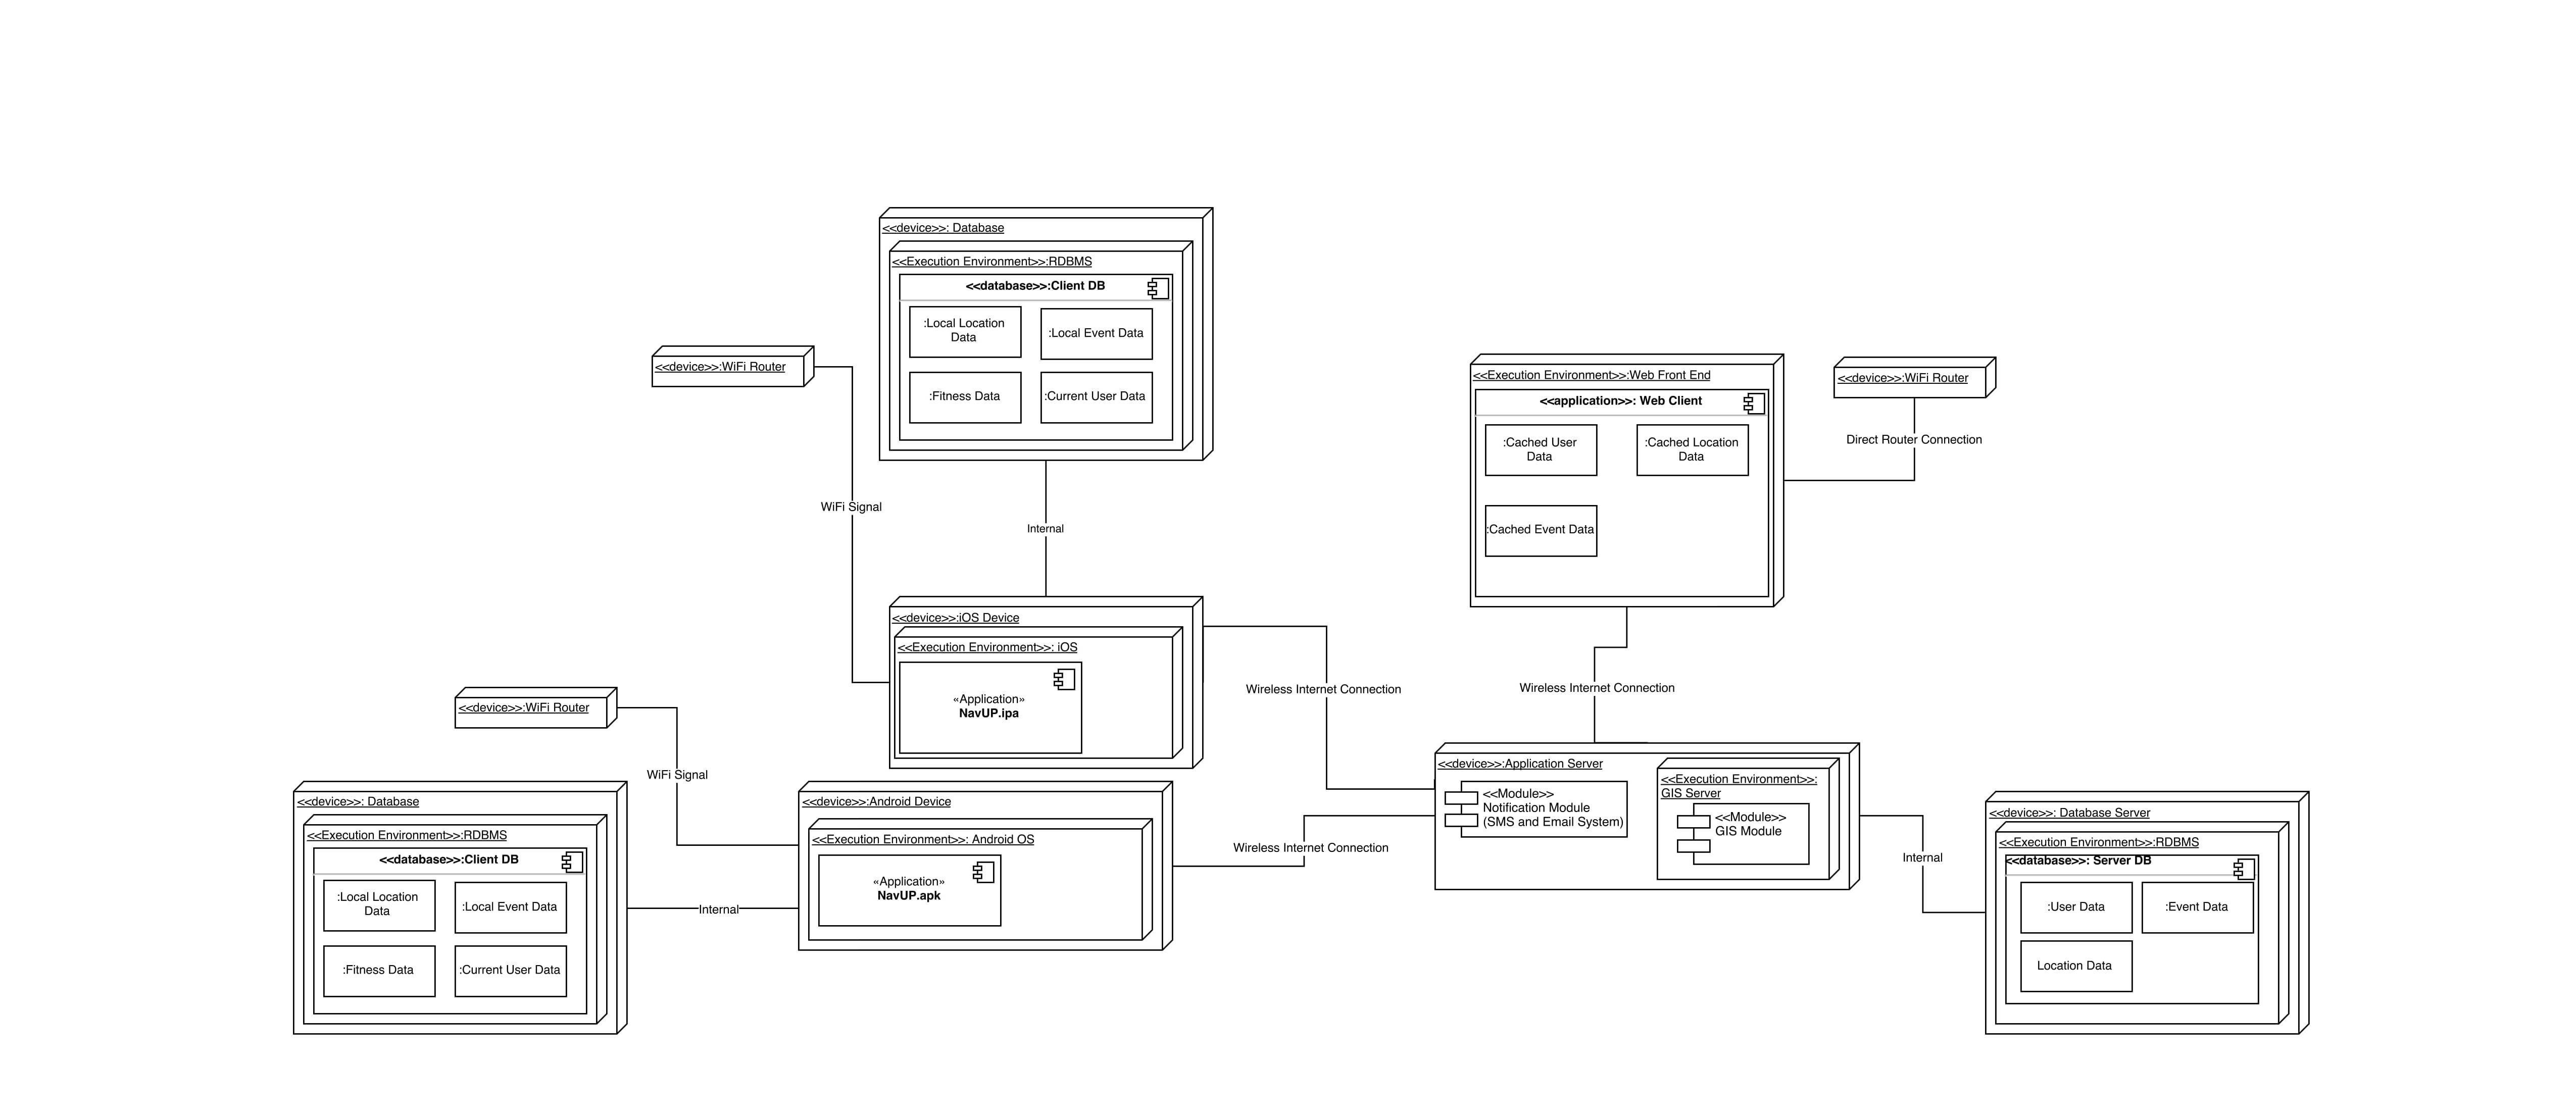 <<device>>: Database
<<Execution Environment>>:RDBMS
<<database>>:Client DB
:Local Location
Data
:Local Event Data
:Fitness Data
:Current User Data
<<device>>:WiFi Router
WiFi Signal
Internal
<<Execution Environment>>:Web Front End
<<application>>: Web Client
:Cached User
Data
:Cached Location
Data
:Cached Event Data
<<device>>:WiFi Router
Direct Router Connection
<<device>>:iOS Device
<<Execution Environment>>: iOS
«Application»
NavUP.ipa
Wireless Internet Connection
Wireless Internet Connection
<<device>>:WiFi Router
WiFi Signal
<<device>>: Database
<<Execution Environment>>:RDBMS
<<database>>:Client DB
:Local Location
Data
:Local Event Data
:Fitness Data
:Current User Data
Internal
<<device>>:Android Device
<<Execution Environment>>: Android OS
«Application»
NavUP.apk
Wireless Internet Connection
<<device>>:Application Server
<<Module>>
Notification Module
(SMS and Email System)
<<Execution Environment>>:
GIS Server
<<Module>>
GIS Module
Internal
<<device>>: Database Server
<<Execution Environment>>:RDBMS
<<database>>: Server DB
:User Data
:Event Data
Location Data